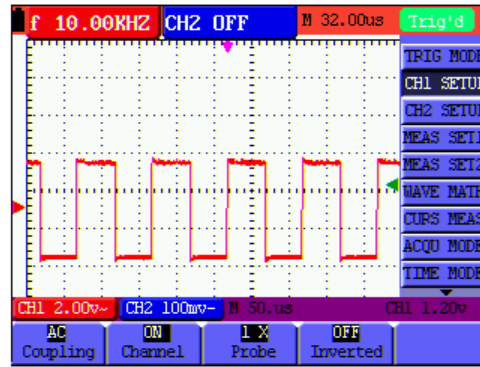 f 10.00KHZ CH2 OFF M 32.00us Trig'd
TRIG MODE
CH1 SETUP
CH2 SETUP
MEAS SET1
MEAS SET2
WAVE MATH
CURS MEAS
ACQU MODE
TIME MODE
CH1 2.00v~ CH2 100mv- M 50.us CH1 1.20v
AC ON 1 X OFF
Coupling Channel Probe Inverted